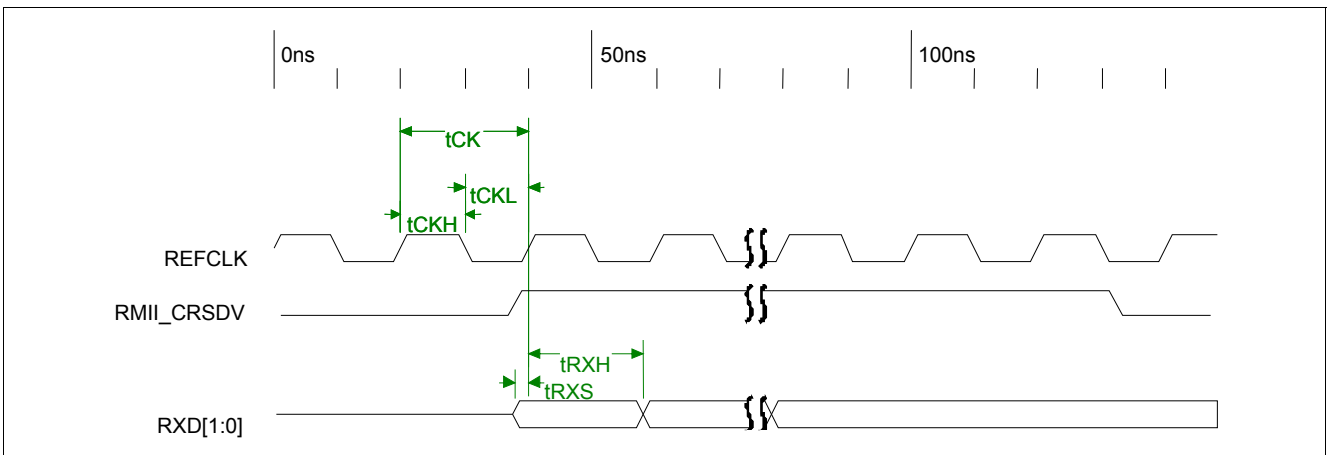 0ns 50ns 100ns
tCK
tCKL
tCKH
REFCLK
RMII_CRSDV
tRXH
tRXS
RXD[1:0]